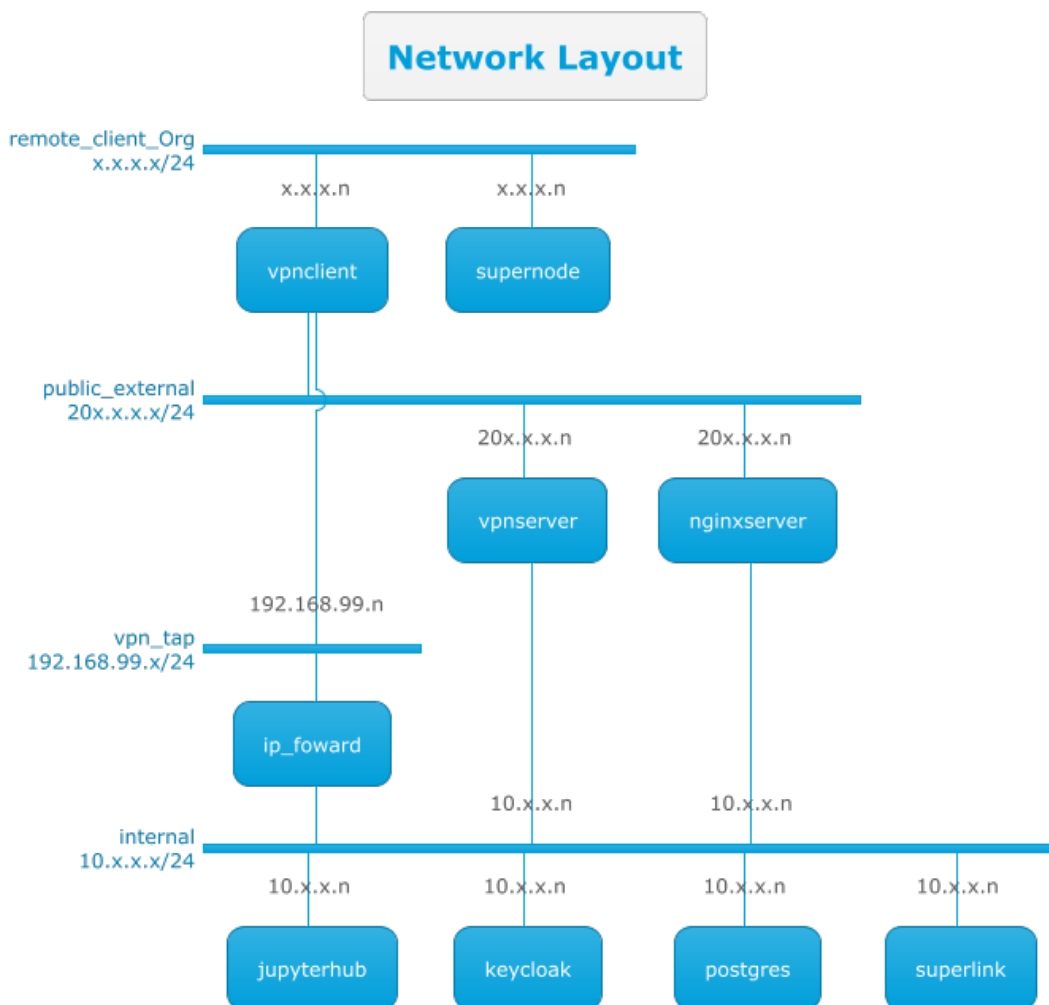 Network Layout
remote_client_Org
x.x.x.x/24
x.x.x.n
x.x.x.n
vpnclient
supernode
public_external
20x.x.x.x/24
20x.x.x.n
20x.x.x.n
vpnserver
nginxserver
192.168.99.n
vpn_tap
192.168.99.x/24
ip_foward
10.x.x.n
10.x.x.n
internal
10.x.x.x/24
10.x.x.n
10.x.x.n
10.x.x.n
10.x.x.n
jupyterhub
keycloak
postgres
superlink